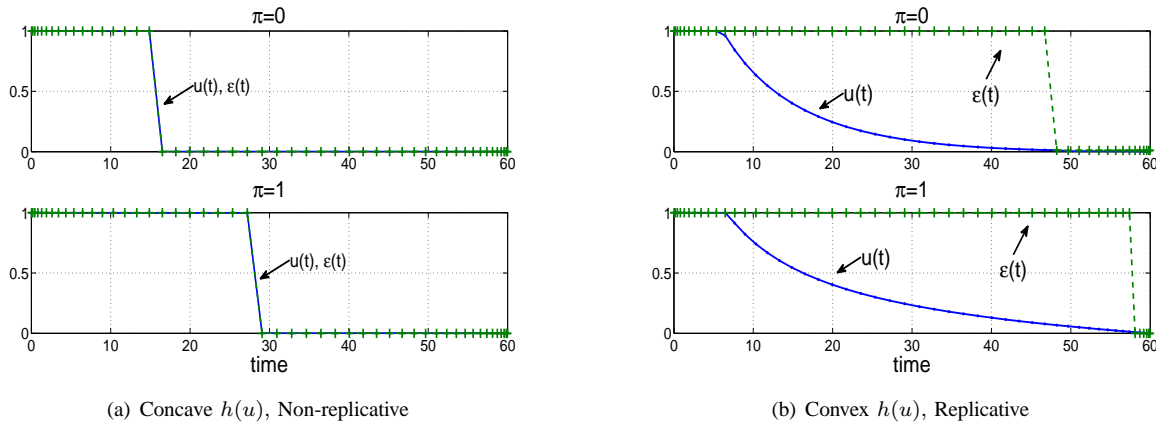 π=0
1
0.5
0
u(t), ε(t)
0 10 20 30 40 50 60
π=1
1
0.5
0
u(t), ε(t)
0 10 20 30 40 50 60
time
(a) Concave h(u), Non-replicative
π=0
1
0.5
0
u(t)
ε(t)
0 10 20 30 40 50 60
π=1
1
0.5
0
u(t)
ε(t)
0 10 20 30 40 50 60
time
(b) Convex h(u), Replicative